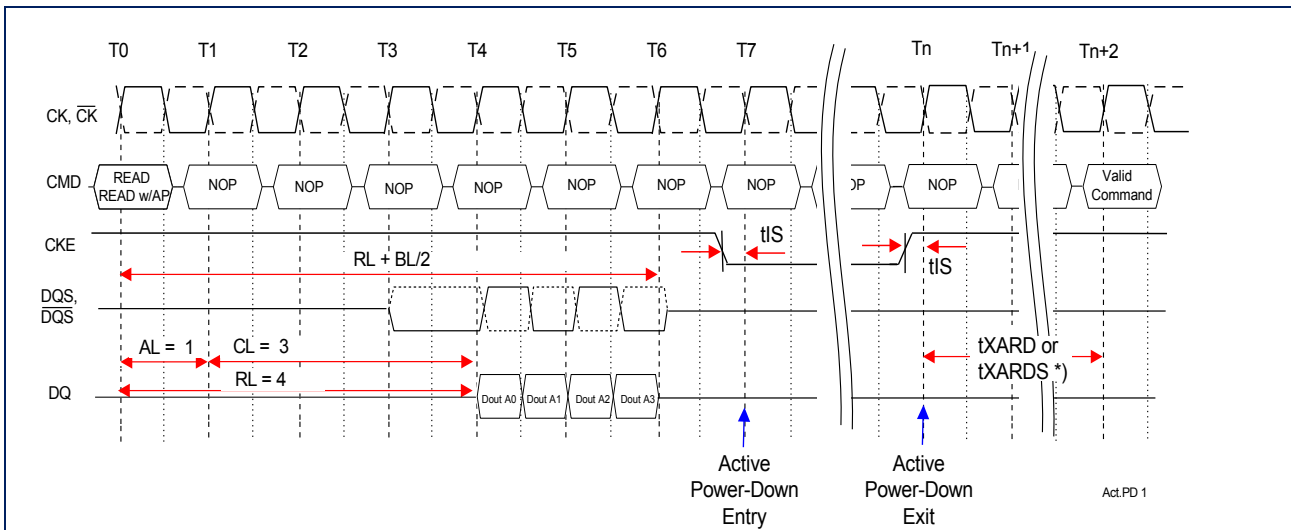 T0 T1 T2 T3 T4 T5 T6 T7 Tn Tn+1 Tn+2
CK, CK
CMD
READ
READ w/AP
NOP NOP NOP NOP NOP NOP NOP NOP
Valid
Command
CKE
tIS
tIS
RL + BL/2
DQS,
DQS
AL = 1 CL = 3
tXARD or
tXARDS *)
RL = 4
DQ
Dout A0 Dout A1 Dout A2 Dout A3
Active
Power-Down
Entry
Active
Power-Down
Exit
Act.PD 1